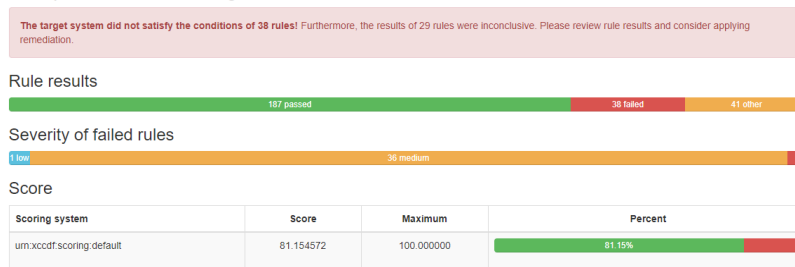 The target system did not satisfy the conditions of 38 rules! Furthermore, the results of 29 rules were inconclusive. Please review rule results and consider applying
remediation.
Rule results
187 passed 38 failed 41 other
Severity of failed rules
1 low 36 medium
Score
Scoring system Score Maximum Percent
urn:xccdf:scoring:default 81.154572 100.000000 81.15%